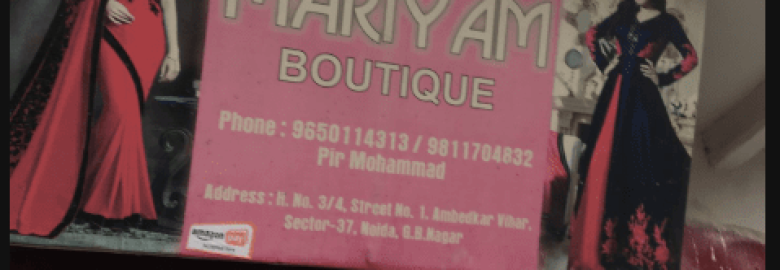 MARIYAM
BOUTIQUE
Phone : 9650114313 / 9811704832
Pir Mohammad
Address : H. No. 3/4, Street No. 1, Ambedkar Vihar,
Sector-37, Noida, G.B.Nagar
amazon pay